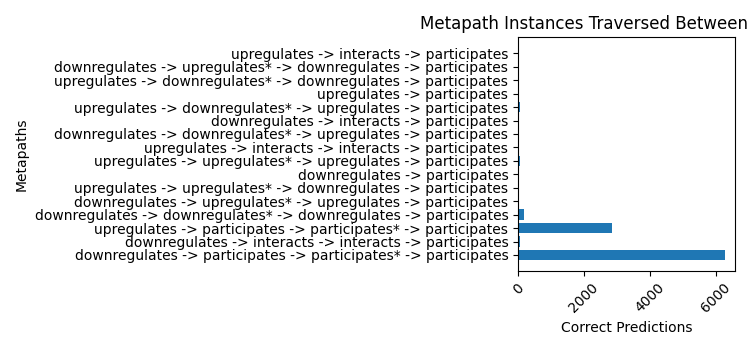 Metapath Instances Traversed Between
upregulates -> interacts -> participates
downregulates -> upregulates* -> downregulates -> participates
upregulates -> downregulates* -> downregulates -> participates
upregulates -> participates
upregulates -> downregulates* -> upregulates -> participates
downregulates -> interacts -> participates
downregulates -> downregulates* -> upregulates -> participates
upregulates -> interacts -> interacts -> participates
upregulates -> upregulates* -> upregulates -> participates
downregulates -> participates
upregulates -> upregulates* -> downregulates -> participates
downregulates -> upregulates* -> upregulates -> participates
downregulates -> downregulates* -> downregulates -> participates
upregulates -> participates -> participates* -> participates
downregulates -> interacts -> interacts -> participates
downregulates -> participates -> participates* -> participates
Metapaths
0 2000 4000 6000
Correct Predictions